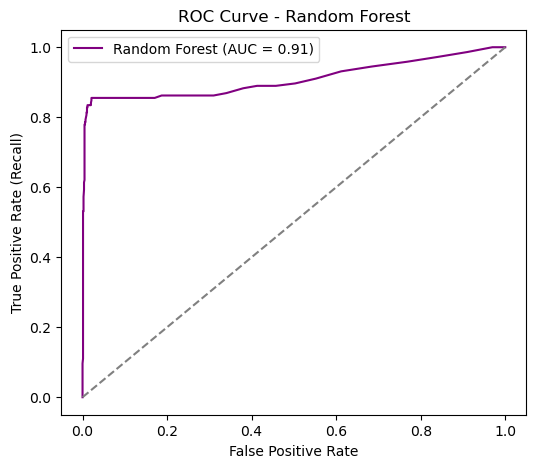 ROC Curve - Random Forest
Random Forest (AUC = 0.91)
True Positive Rate (Recall)
1.0
0.8
0.6
0.4
0.2
0.0
0.0 0.2 0.4 0.6 0.8 1.0
False Positive Rate